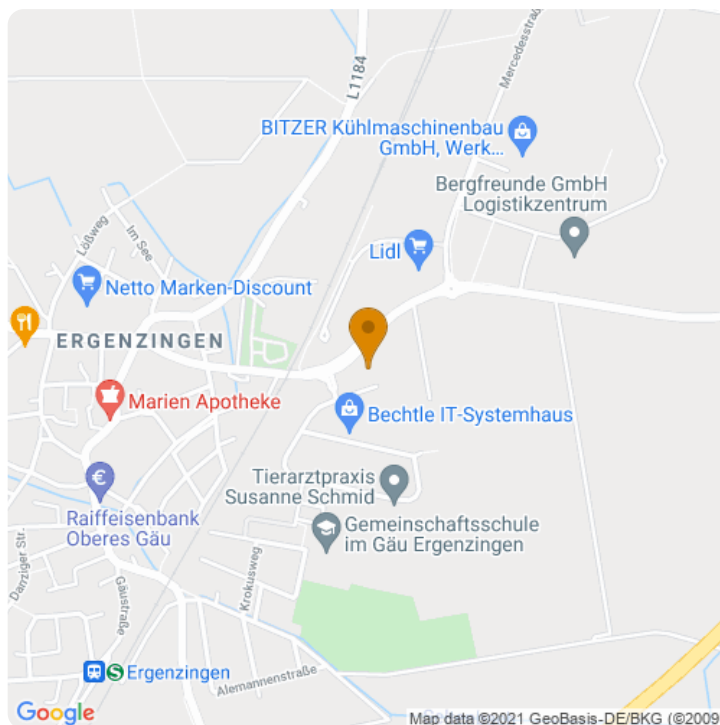 L1184
Mercedesstraß
BITZER Kühlmaschinenbau
GmbH, Werk...
Bergfreunde GmbH
Logistikzentrum
Lößweg
Im See
Lidl
Netto Marken-Discount
ERGENZINGEN
Marien Apotheke
Bechtle IT-Systemhaus
Tierarztpraxis
Susanne Schmid
€
Raiffeisenbank
Oberes Gäu
Gemeinschaftsschule
im Gäu Ergenzingen
Danziger Str.
Gäustraße
Krokusweg
S Ergenzingen
Alemannenstraße
Google
Map data ©2021 GeoBasis-DE/BKG (©2009